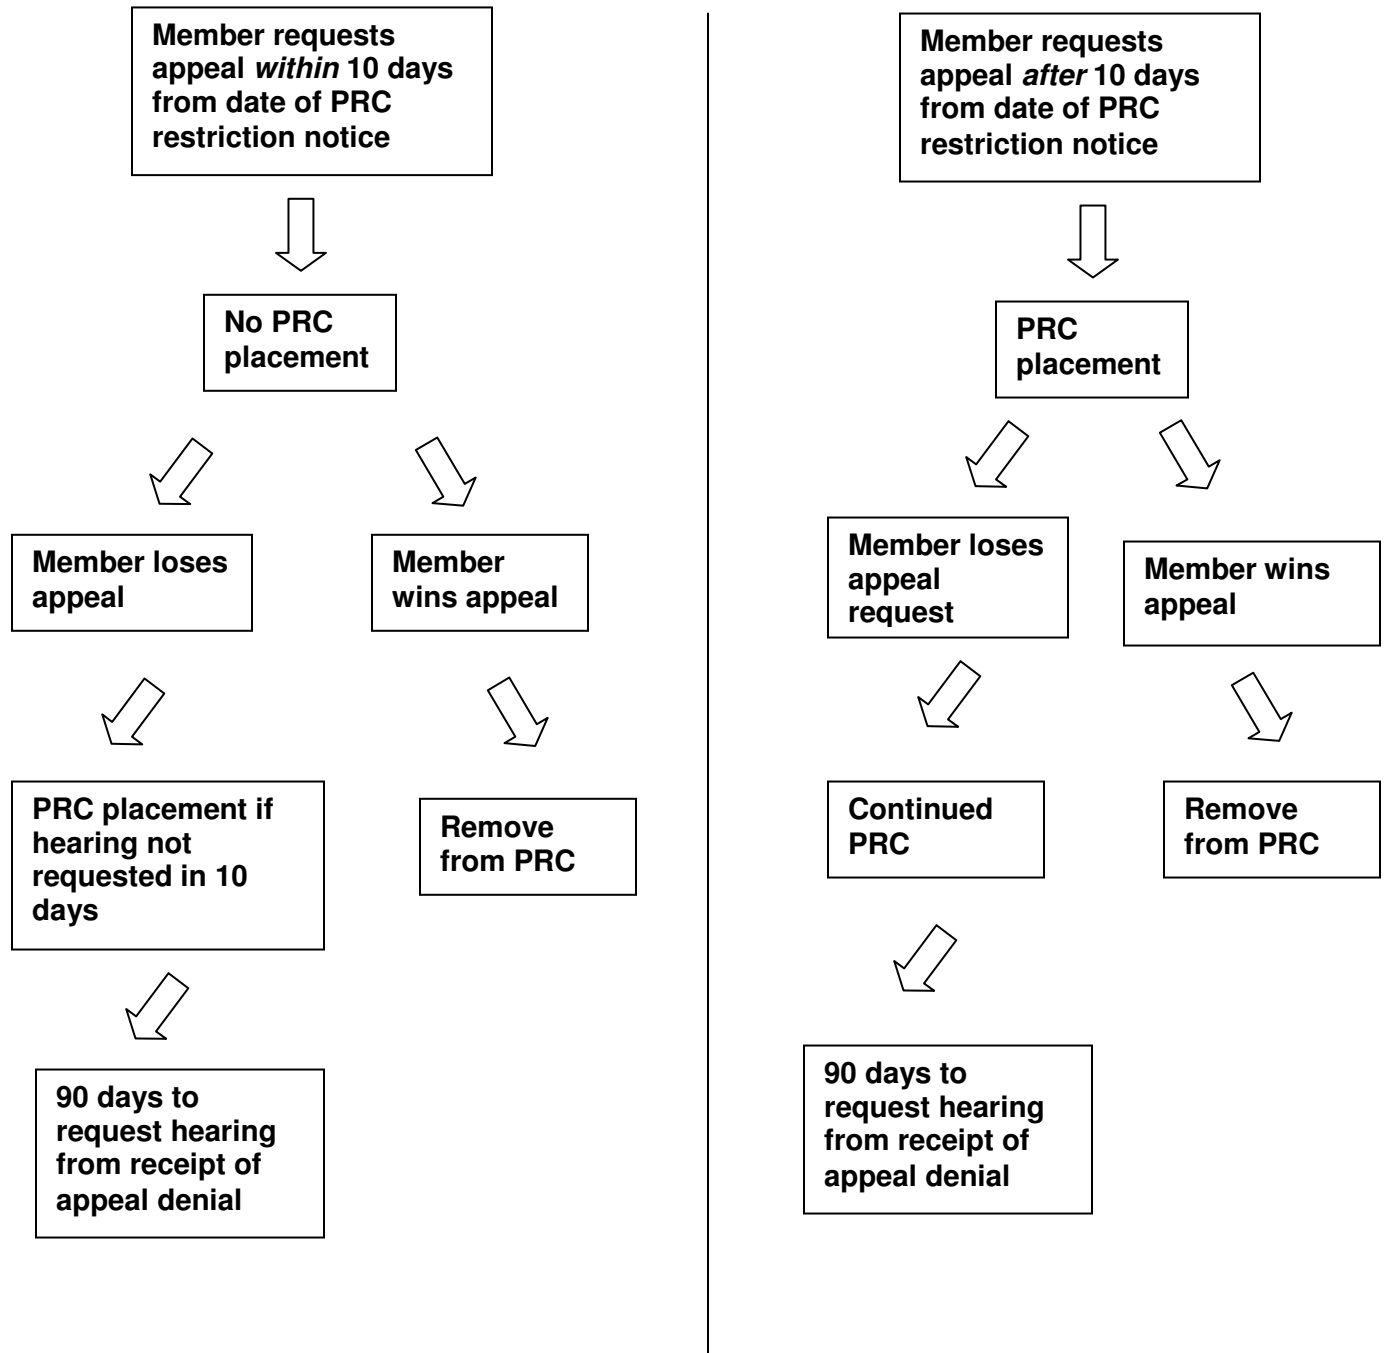 Member requests
appeal within 10 days
from date of PRC
restriction notice
No PRC
placement
Member loses
appeal
Member
wins appeal
PRC placement if
hearing not
requested in 10
days
Remove
from PRC
90 days to
request hearing
from receipt of
appeal denial
Member requests
appeal after 10 days
from date of PRC
restriction notice
PRC
placement
Member loses
appeal
request
Member wins
appeal
Continued
PRC
Remove
from PRC
90 days to
request hearing
from receipt of
appeal denial